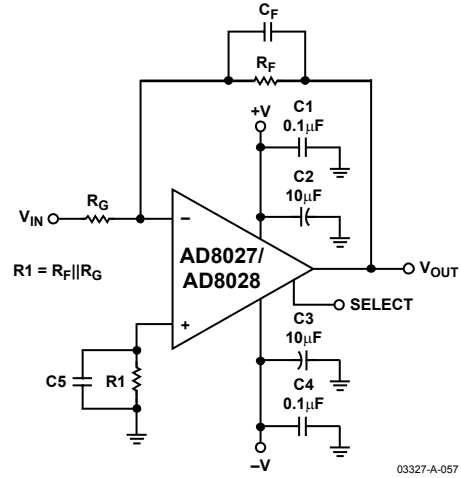 CF
RF
+V
C1
0.1µF
C2
10µF
RG
VIN
−
AD8027/
AD8028
VOUT
R1 = RF||RG
SELECT
+
C3
10µF
C5
R1
C4
0.1µF
−V
03327-A-057